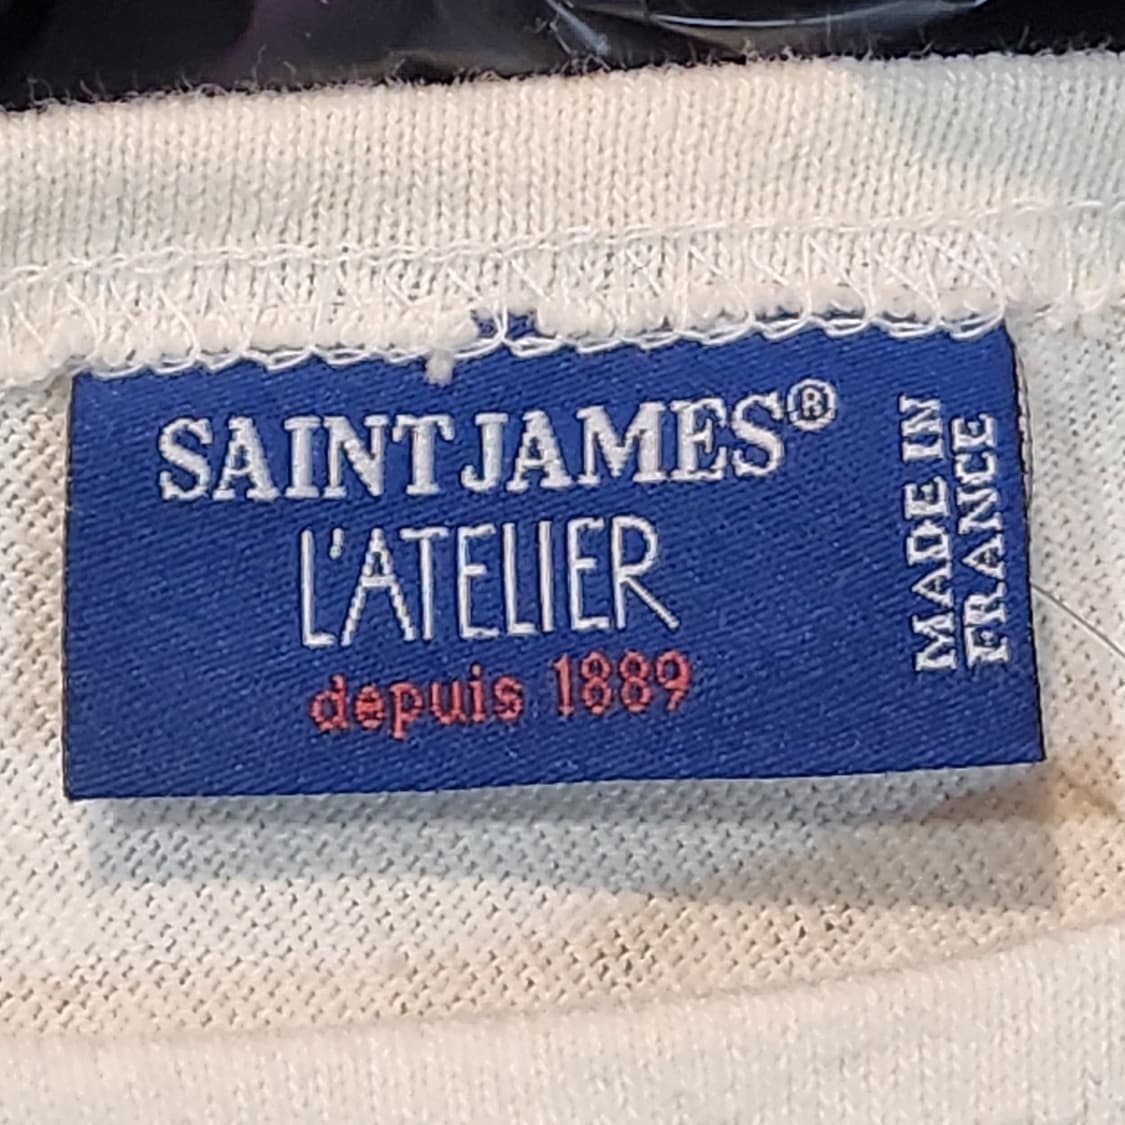 SAINT JAMES®
L'ATELIER
depuis 1889
MADE IN
FRANCE